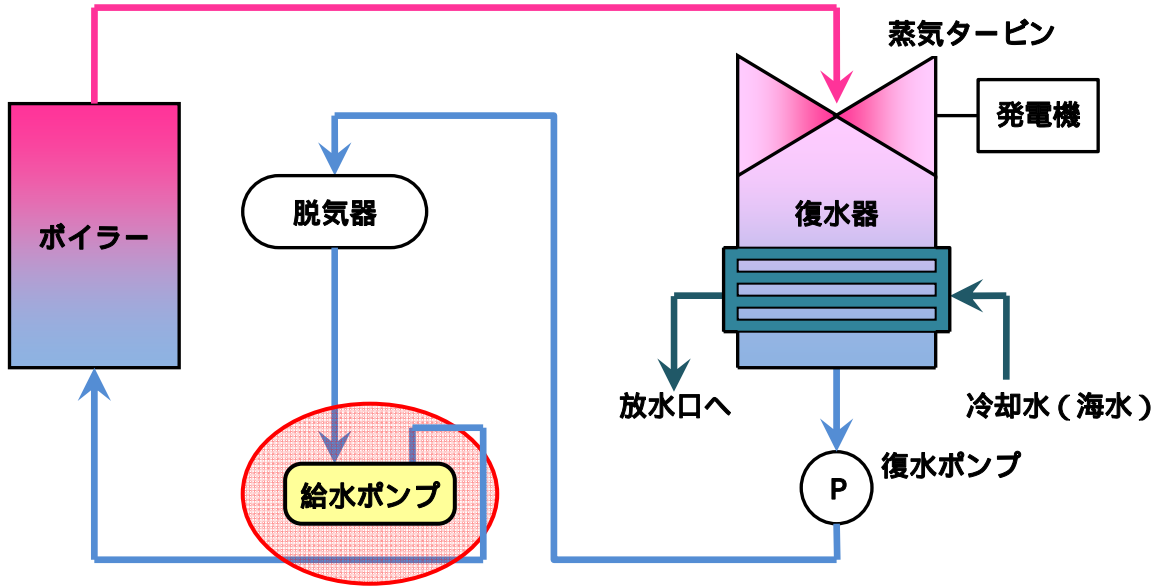 蒸気タービン
発電機
脱気器
復水器
ボイラー
放水口へ
冷却水(海水)
復水ポンプ
P
給水ポンプ